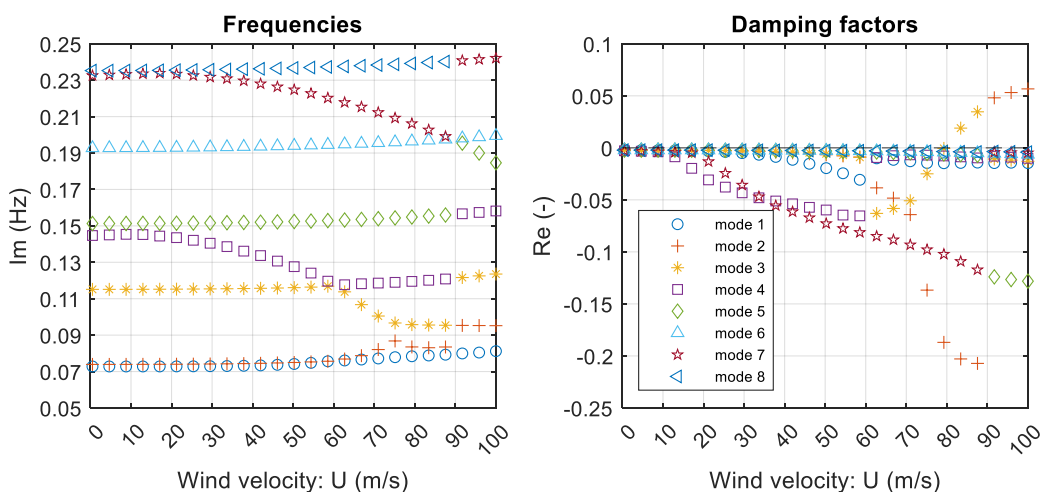 Frequencies
Im (Hz)
0.25
0.23
0.21
0.19
0.17
0.15
0.13
0.11
0.09
0.07
0.05
0
10
20
30
40
50
60
70
80
90
100
Wind velocity: U (m/s)
Damping factors
Re (-)
0.1
0.05
0
-0.05
-0.1
-0.15
-0.2
-0.25
mode 1
mode 2
mode 3
mode 4
mode 5
mode 6
mode 7
mode 8
0
10
20
30
40
50
60
70
80
90
100
Wind velocity: U (m/s)